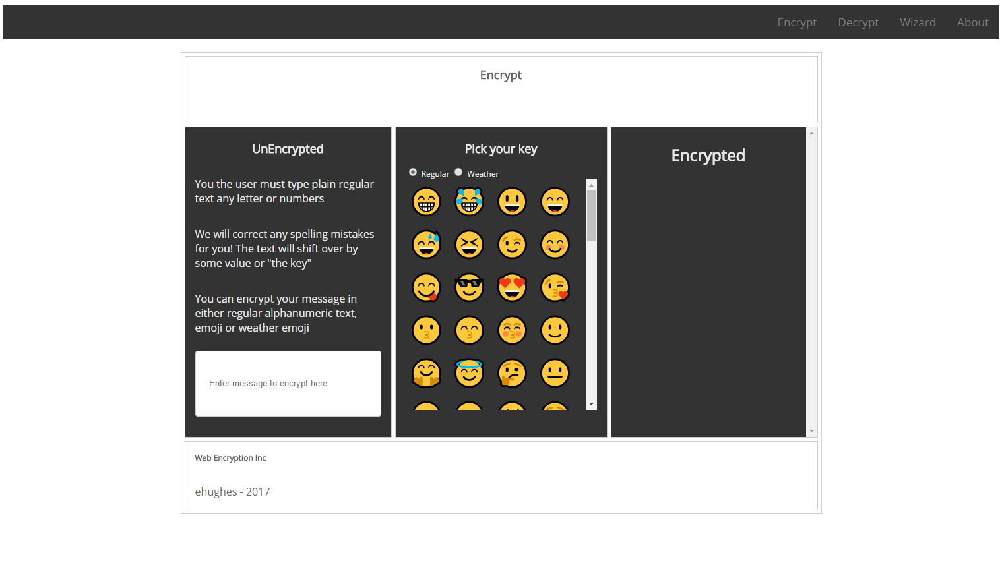 Encrypt Decrypt Wizard About
Encrypt
UnEncrypted
You the user must type plain regular
text any letter or numbers
We will correct any spelling mistakes
for you! The text will shift over by
some value or "the key"
You can encrypt your message in
either regular alphanumeric text,
emoji or weather emoji
Enter message to encrypt here
Pick your key
Regular Weather
Encrypted
Web Encryption Inc
ehughes - 2017